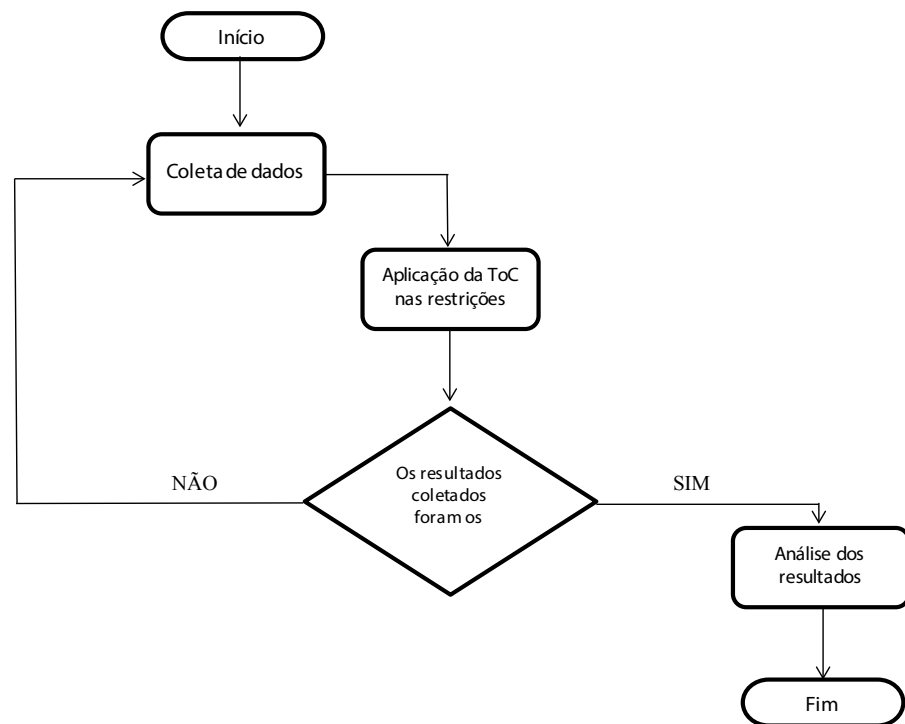 Início
Coleta de dados
Aplicação da ToC
nas restrições
Os resultados
coletados
foram os
NÃO
SIM
Análise dos
resultados
Fim